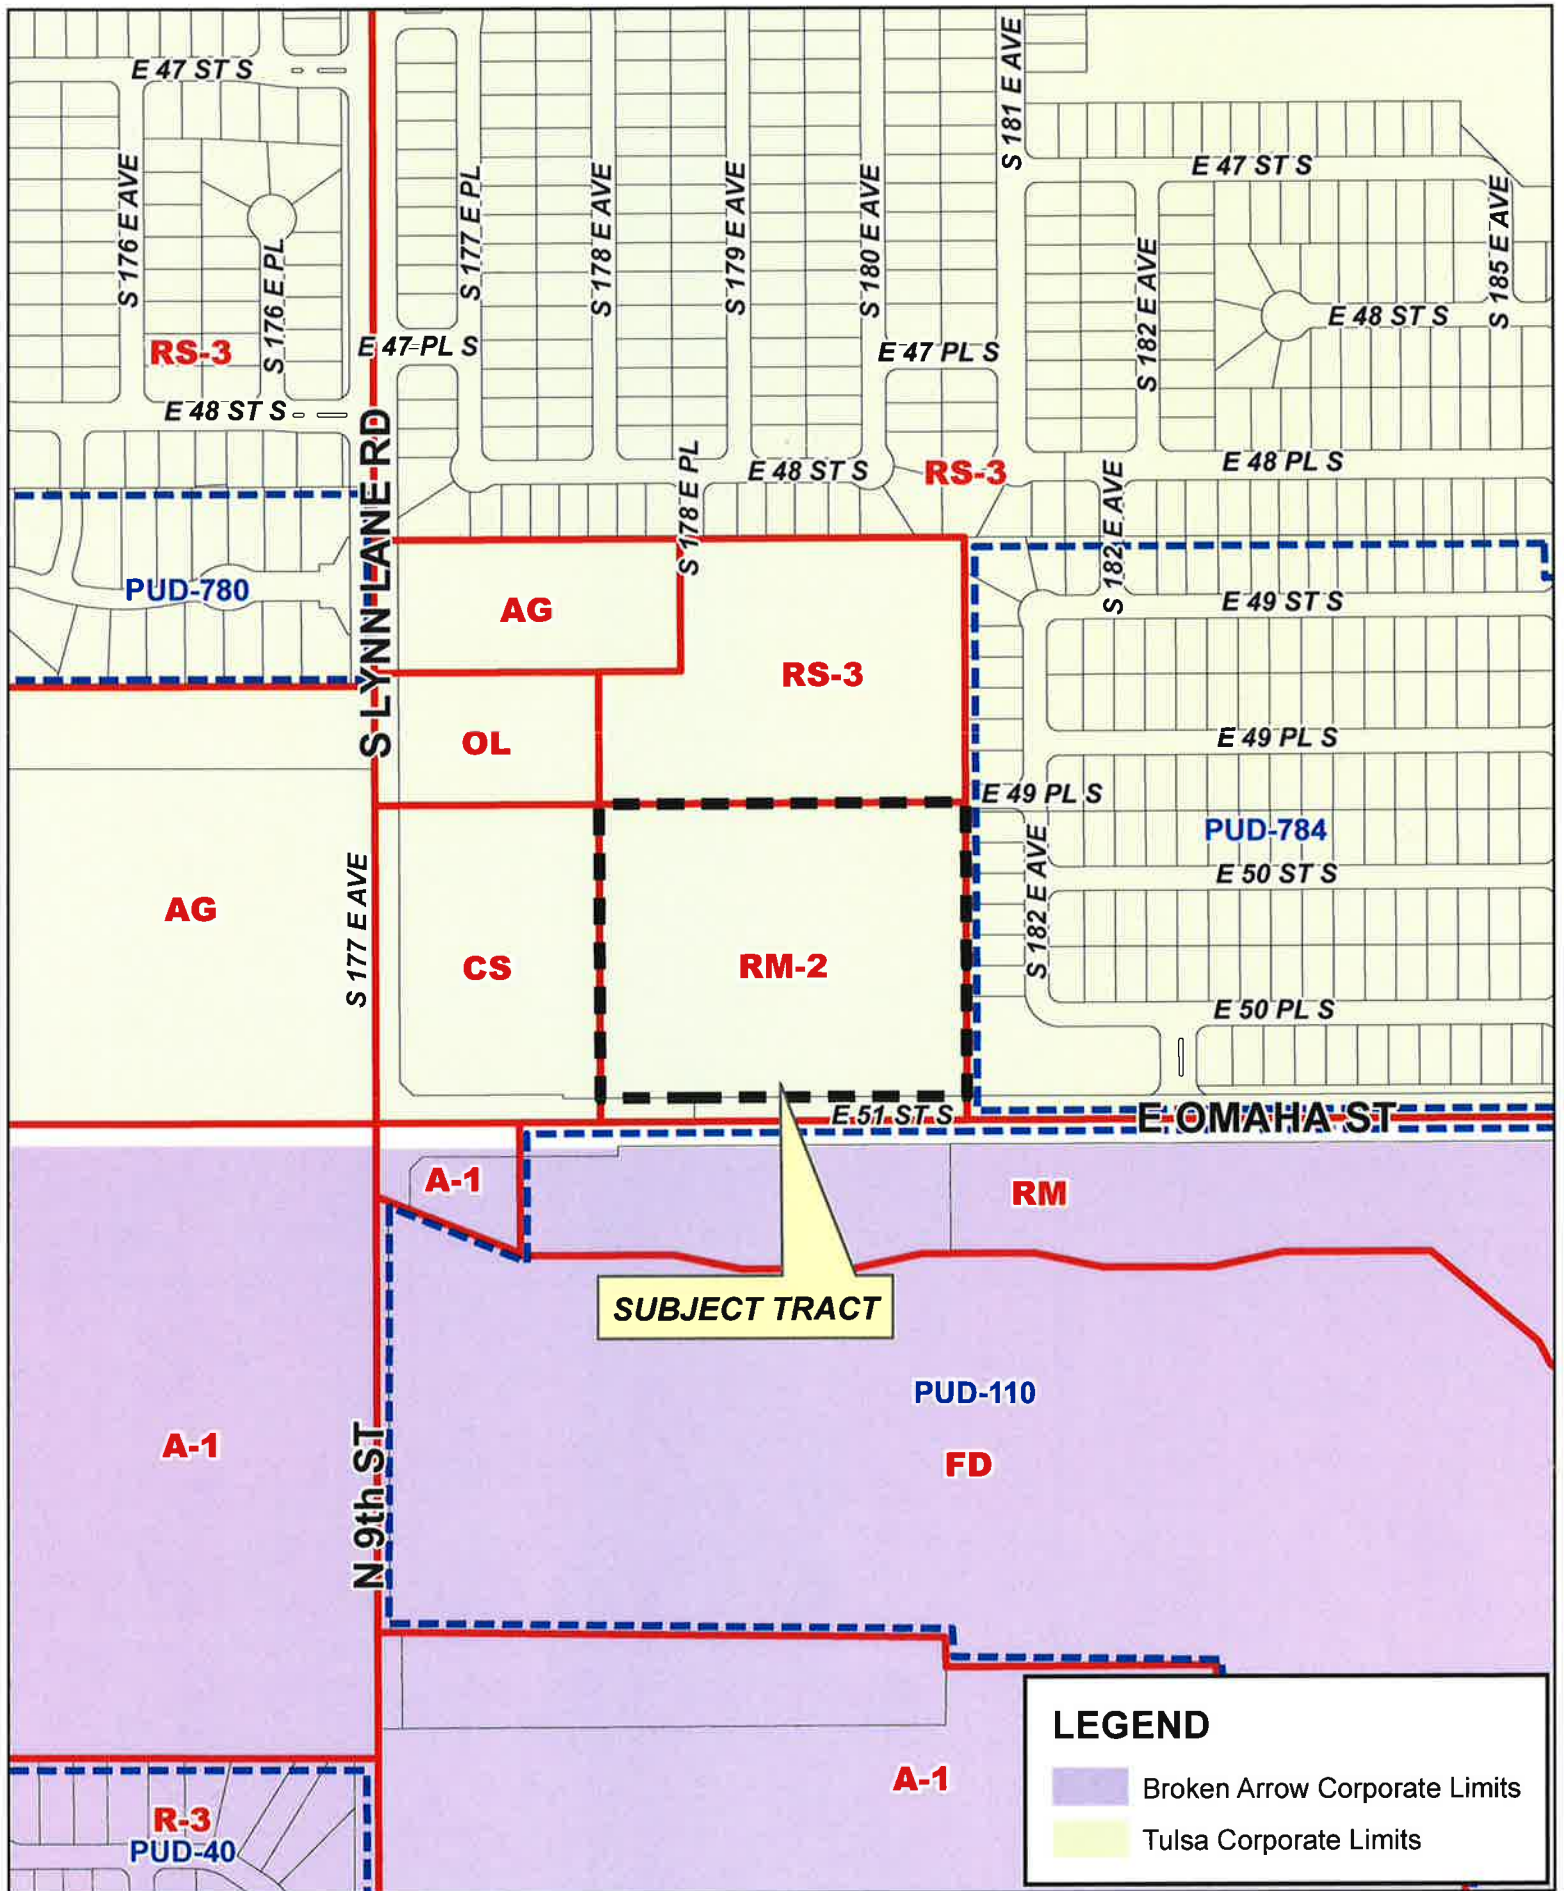 E 47 ST S
S 181 E AVE
E 47 ST S
S 176 E AVE
S 176 E PL
S 177 E PL
S 178 E AVE
S 179 E AVE
S 180 E AVE
S 182 E AVE
S 185 E AVE
E 48 ST S
RS-3
E 47 PL S
E 47 PL S
E 48 ST S
S LYNN LANE RD
E 48 ST S
RS-3
E 48 PL S
S 178 E PL
S 182 E AVE
PUD-780
AG
E 49 ST S
RS-3
OL
E 49 PL S
E 49 PL S
PUD-784
S 182 E AVE
E 50 ST S
AG
S 177 E AVE
CS
RM-2
E 50 PL S
E 51 ST S
E OMAHA ST
A-1
RM
SUBJECT TRACT
PUD-110
A-1
N 9th ST
FD
LEGEND
Broken Arrow Corporate Limits
Tulsa Corporate Limits
A-1
R-3
PUD-40